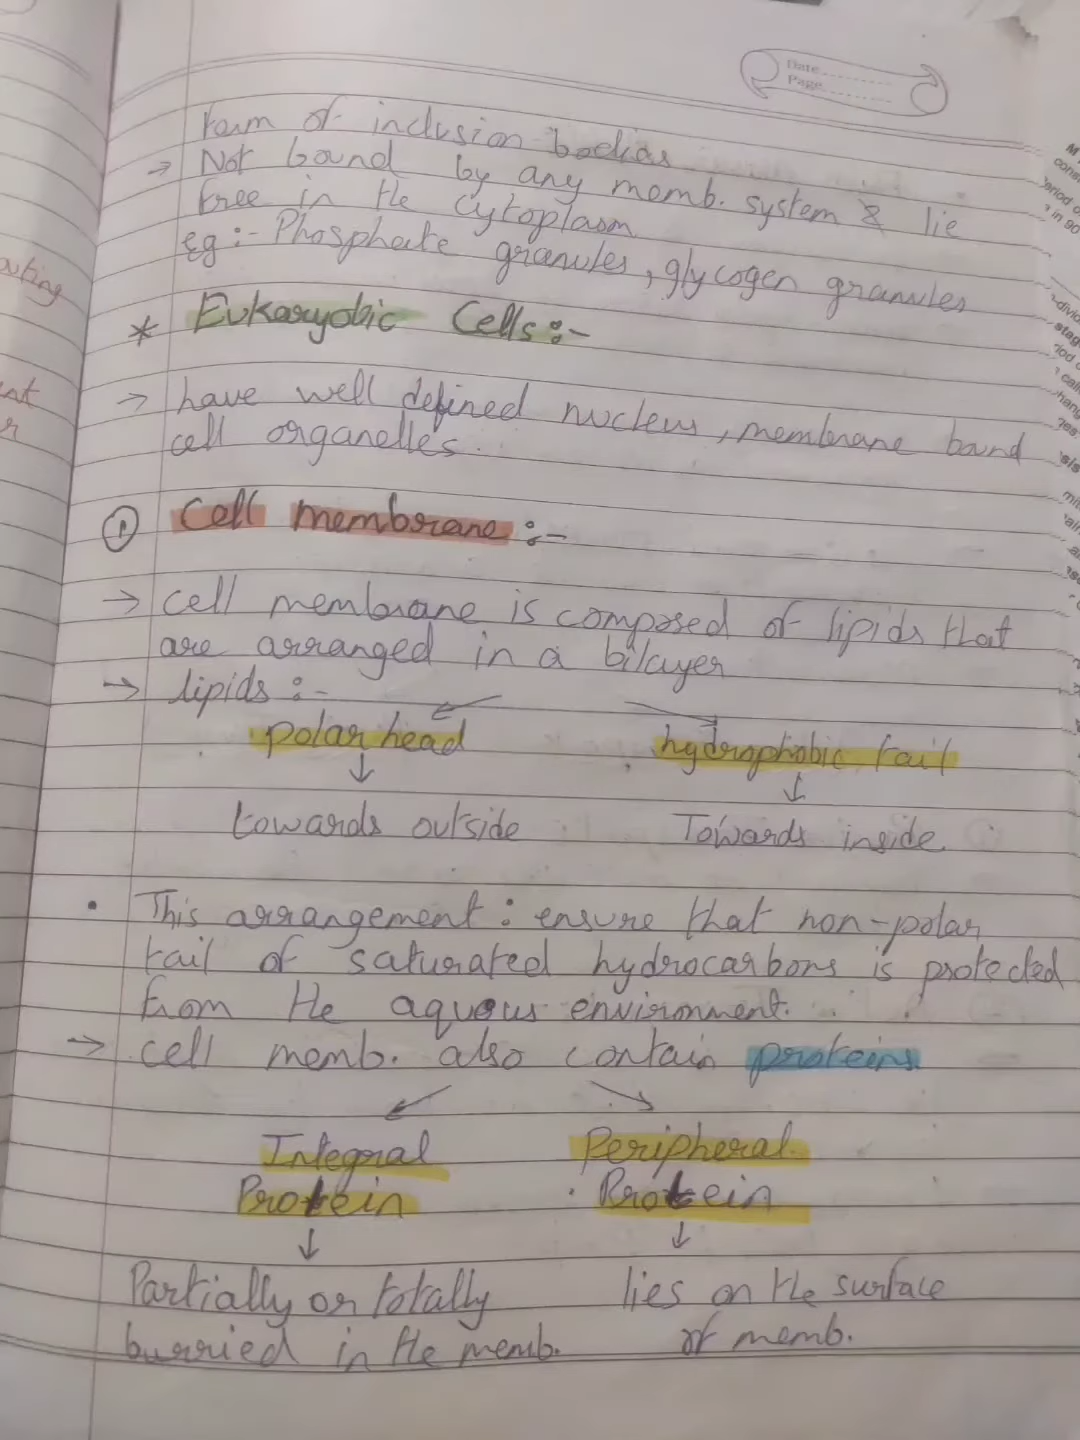 Date
Page
form of inclusion bodies
→ Not bound by any memb. system & lie
free in the cytoplasm
eg :- Phosphate granules, glycogen granules
* Eukaryotic Cells :-
→ have well defined nucleus, membrane bound
cell organelles.
① Cell membrane :-
→ cell membrane is composed of lipids that
are arranged in a bilayer
→ lipids :-
polar head hydrophobic tail
↓ ↓
towards outside Towards inside
• This arrangement : ensure that non-polar
tail of saturated hydrocarbons is protected
from the aquous environment.
→ cell memb. also contain proteins.
Integral Peripheral
Protein Protein
↓ ↓
Partially or totally lies on the surface
burried in the memb. of memb.